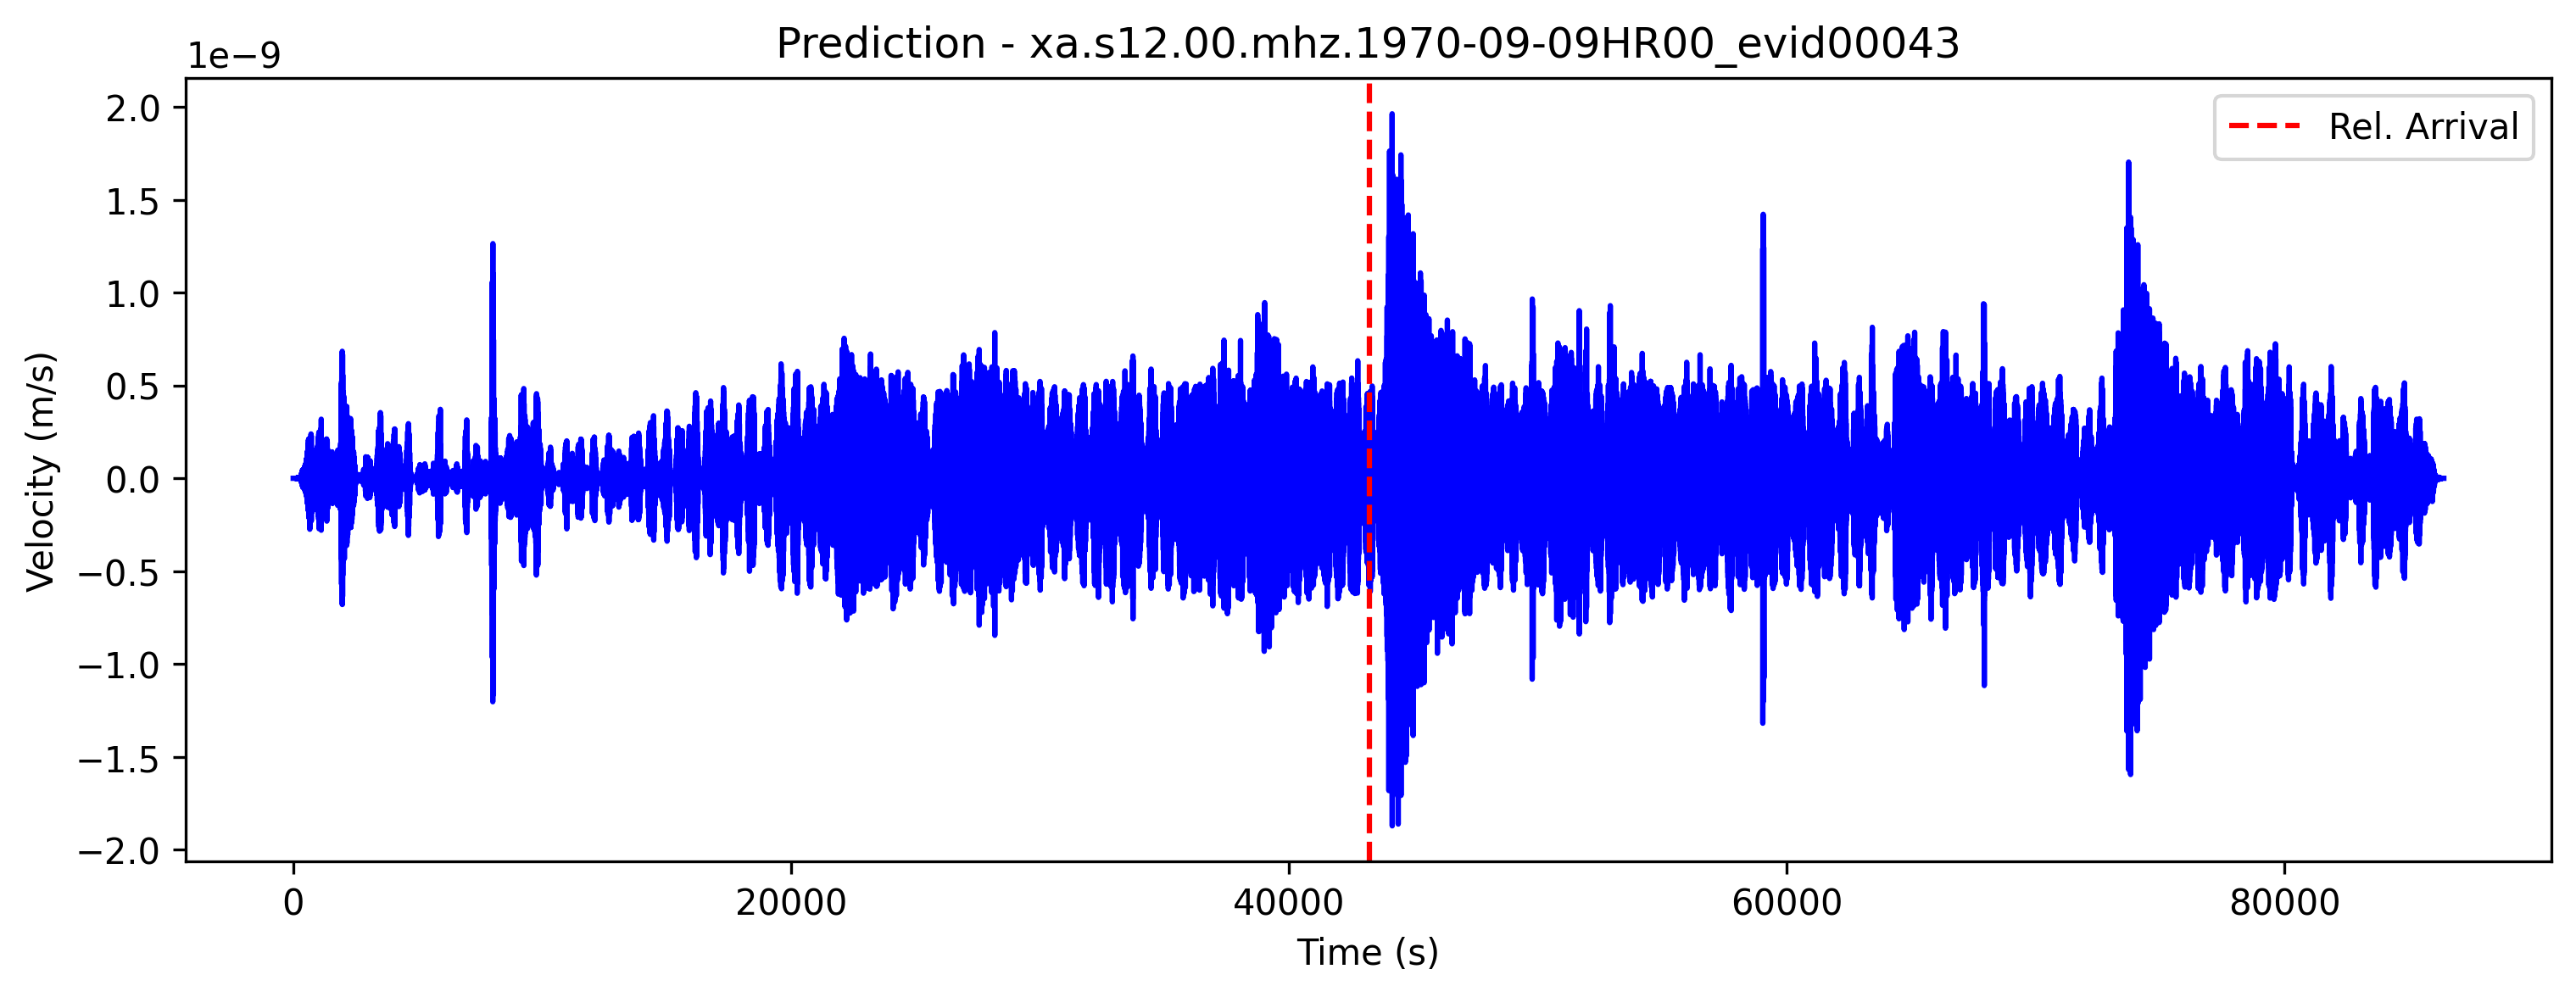 Prediction - xa.s12.00.mhz.1970-09-09HR00_evid00043
1e−9
Rel. Arrival
2.0
1.5
1.0
0.5
0.0
−0.5
−1.0
−1.5
−2.0
Velocity (m/s)
0 20000 40000 60000 80000
Time (s)